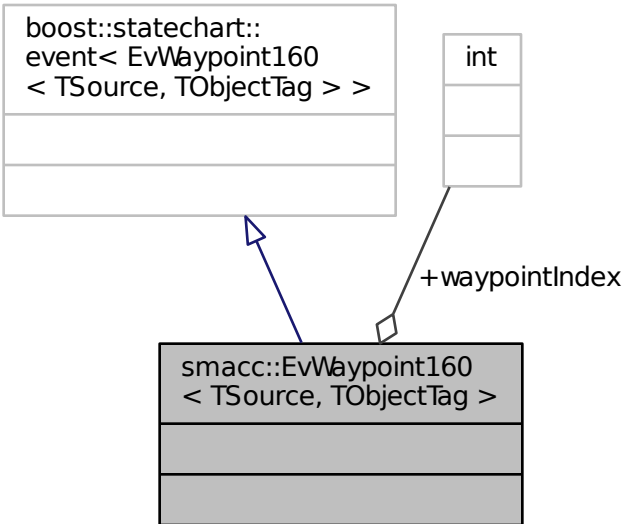 boost::statechart::
event< EvWaypoint160
< TSource, TObjectTag > >
int
+waypointIndex
smacc::EvWaypoint160
< TSource, TObjectTag >